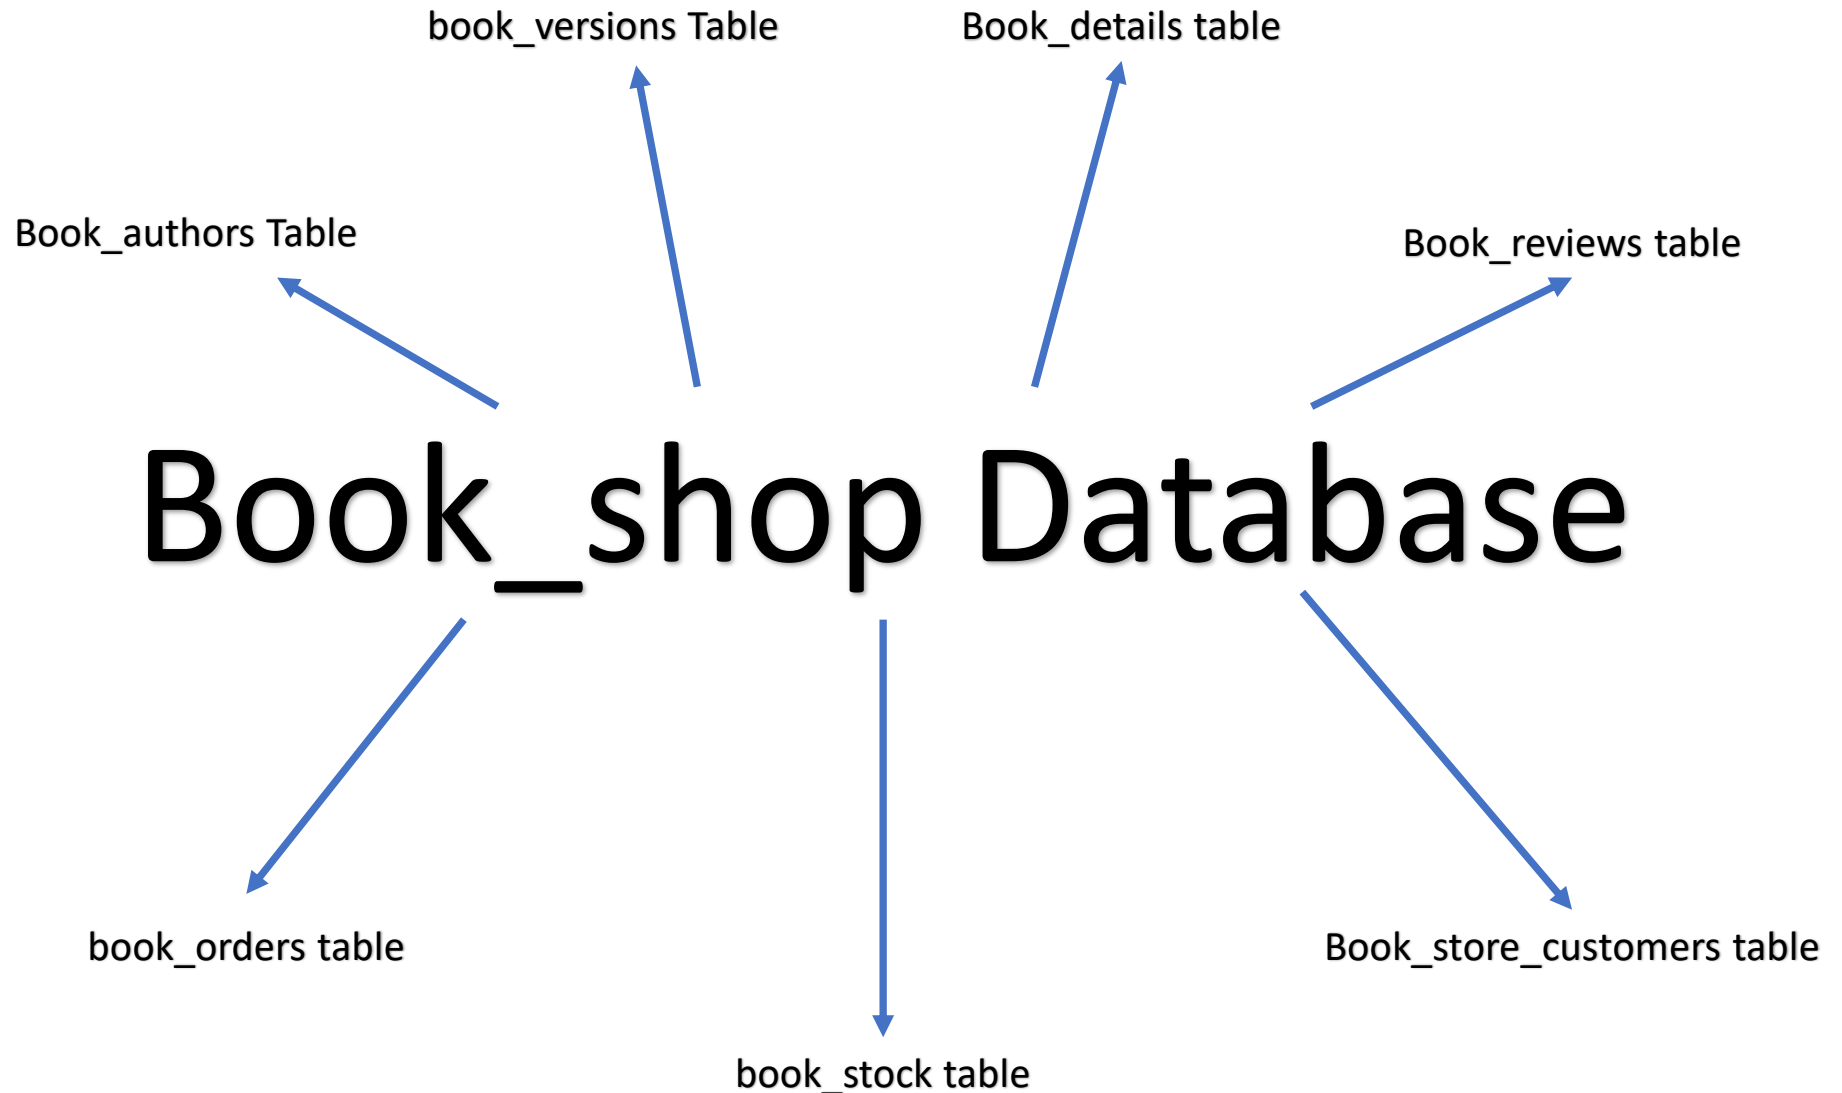 book_versions Table
Book_details table
Book_authors Table
Book_reviews table
Book_shop Database
book_orders table
Book_store_customers table
book_stock table